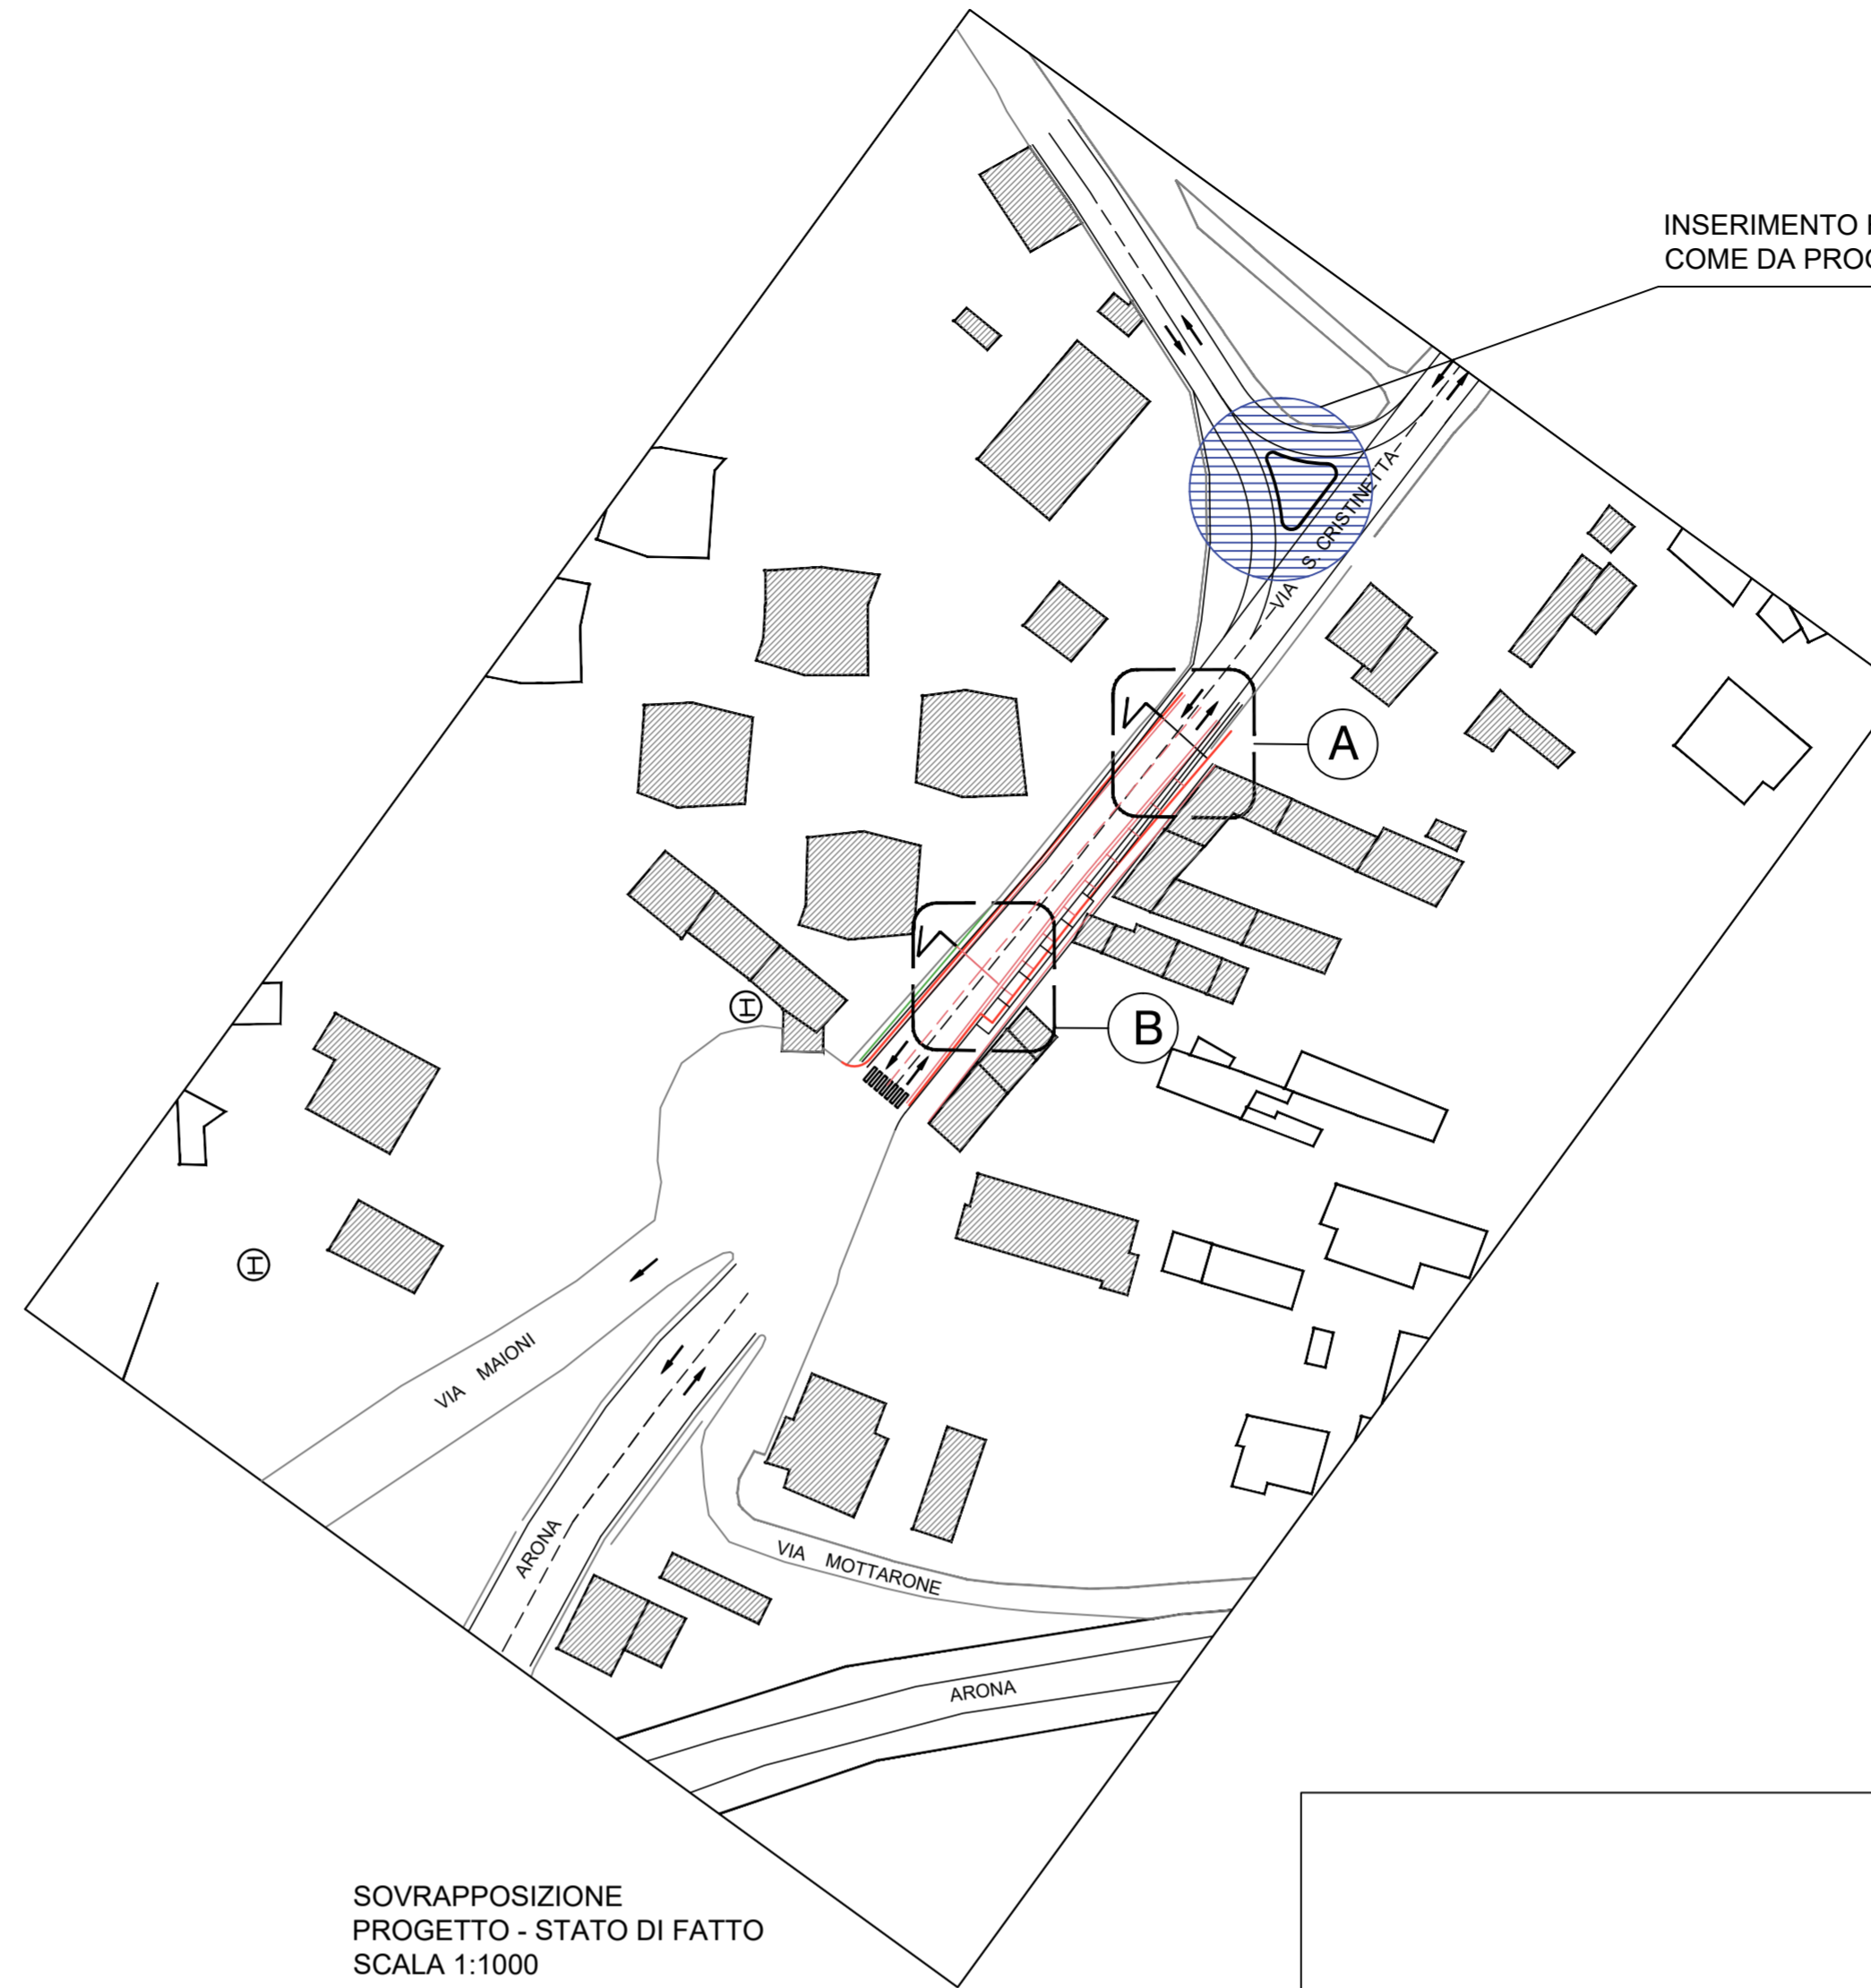 INSERIMENTO
COME DA
VIA S. CRISTINETTA
A
B
VIA MAIONI
ARONA
VIA MOTTARONE
ARONA
SOVRAPPOSIZIONE
PROGETTO - STATO DI FATTO
SCALA 1:1000